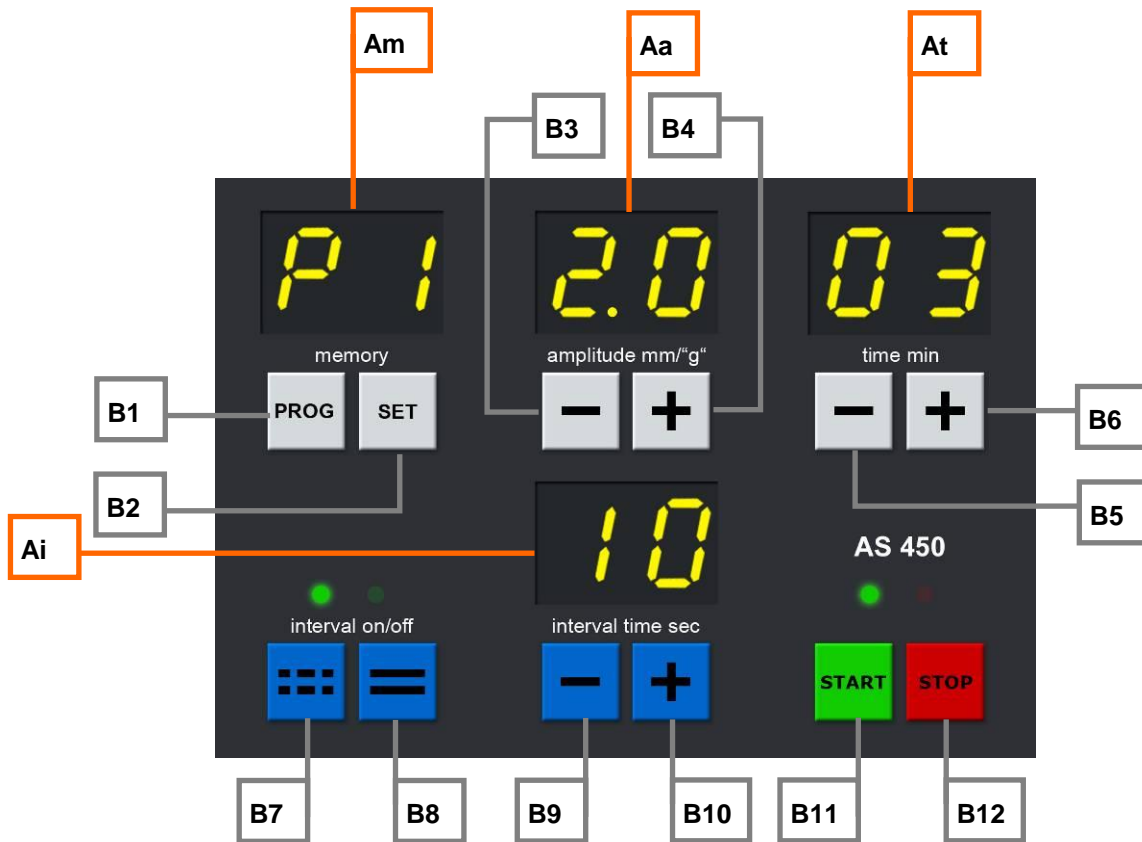 Am Aa At
B3 B4
P1 2.0 03
memory amplitude mm/“g“ time min
PROG SET − + − +
B1 B6
B2 B5
10
Ai AS 450
interval on/off interval time sec
− + START STOP
B7 B8 B9 B10 B11 B12